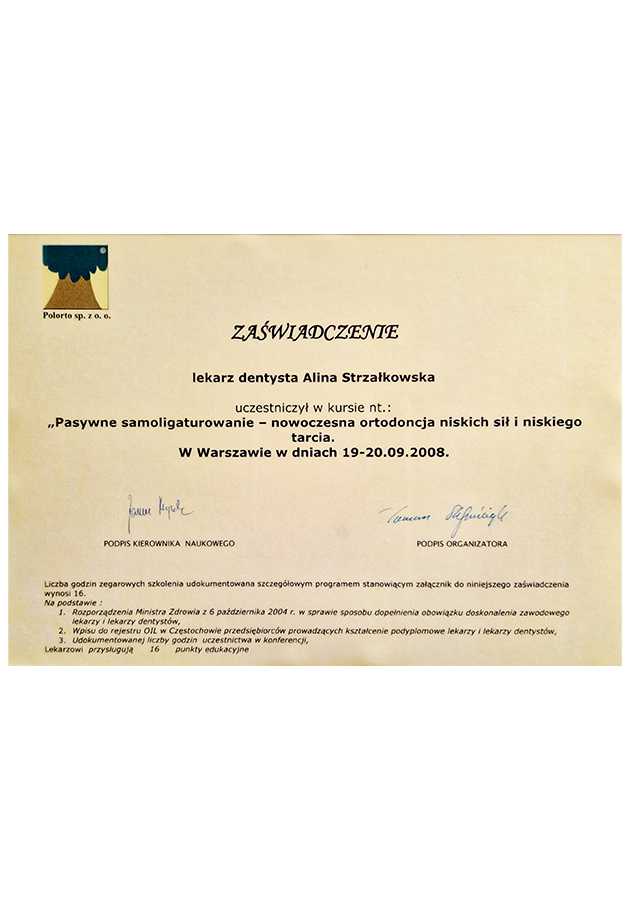 Polorto sp. z o. o.
ZAŚWIADCZENIE
lekarz dentysta Alina Strzałkowska
uczestniczył w kursie nt.:
„Pasywne samoligaturowanie – nowoczesna ortodoncja niskich sił i niskiego
tarcia.
W Warszawie w dniach 19-20.09.2008.
PODPIS KIEROWNIKA NAUKOWEGO
PODPIS ORGANIZATORA
Liczba godzin zegarowych szkolenia udokumentowana szczegółowym programem stanowiącym załącznik do niniejszego zaświadczenia
wynosi 16.
Na podstawie :
1. Rozporządzenia Ministra Zdrowia z 6 października 2004 r. w sprawie sposobu dopełnienia obowiązku doskonalenia zawodowego
lekarzy i lekarzy dentystów,
2. Wpisu do rejestru OIL w Częstochowie przedsiębiorców prowadzących kształcenie podyplomowe lekarzy i lekarzy dentystów,
3. Udokumentowanej liczby godzin uczestnictwa w konferencji,
Lekarzowi przysługują 16 punkty edukacyjne